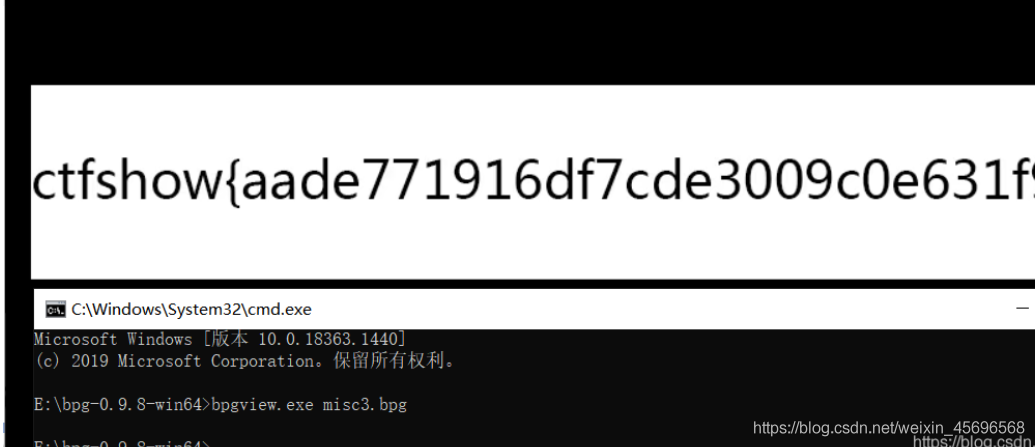 ctfshow{aade771916df7cde3009c0e631f9
C:\Windows\System32\cmd.exe
Microsoft Windows [版本 10.0.18363.1440]
(c) 2019 Microsoft Corporation。保留所有权利。
E:\bpg-0.9.8-win64>bpgview.exe misc3.bpg
E:\bpg-0.9.8-win64>
https://blog.csdn.net/weixin_45696568
https://blog.csdn.